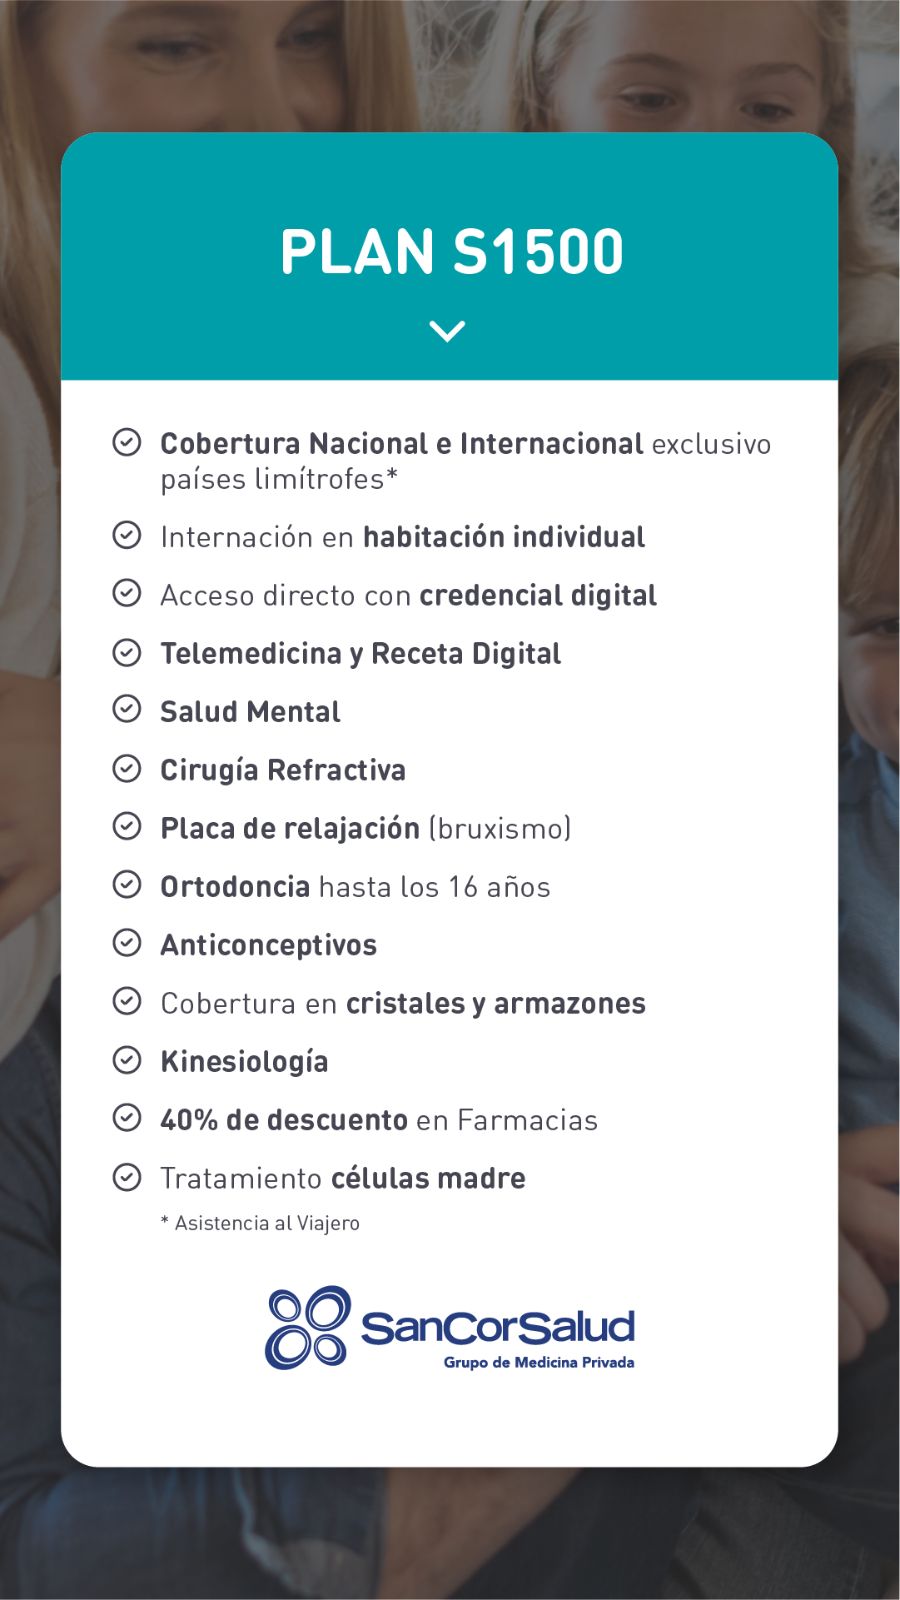 PLAN S1500
Cobertura Nacional e Internacional exclusivo
países limítrofes*
Internación en habitación individual
Acceso directo con credencial digital
Telemedicina y Receta Digital
Salud Mental
Cirugía Refractiva
Placa de relajación (bruxismo)
Ortodoncia hasta los 16 años
Anticonceptivos
Cobertura en cristales y armazones
Kinesiología
40% de descuento en Farmacias
Tratamiento células madre
* Asistencia al Viajero
SanCorSalud
Grupo de Medicina Privada